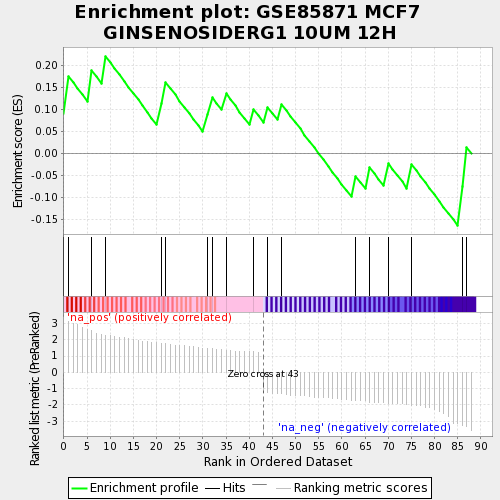 Enrichment plot: GSE85871 MCF7
GINSENOSIDERG1 10UM 12H
Enrichment score (ES)
0.20
0.15
0.10
0.05
0.00
-0.05
-0.10
-0.15
'na_pos' (positively correlated)
Ranked list metric (PreRanked)
3
2
1
0
-1
-2
-3
Zero cross at 43
'na_neg' (negatively correlated)
0 5 10 15 20 25 30 35 40 45 50 55 60 65 70 75 80 85 90
Rank in Ordered Dataset
Enrichment profile Hits Ranking metric scores